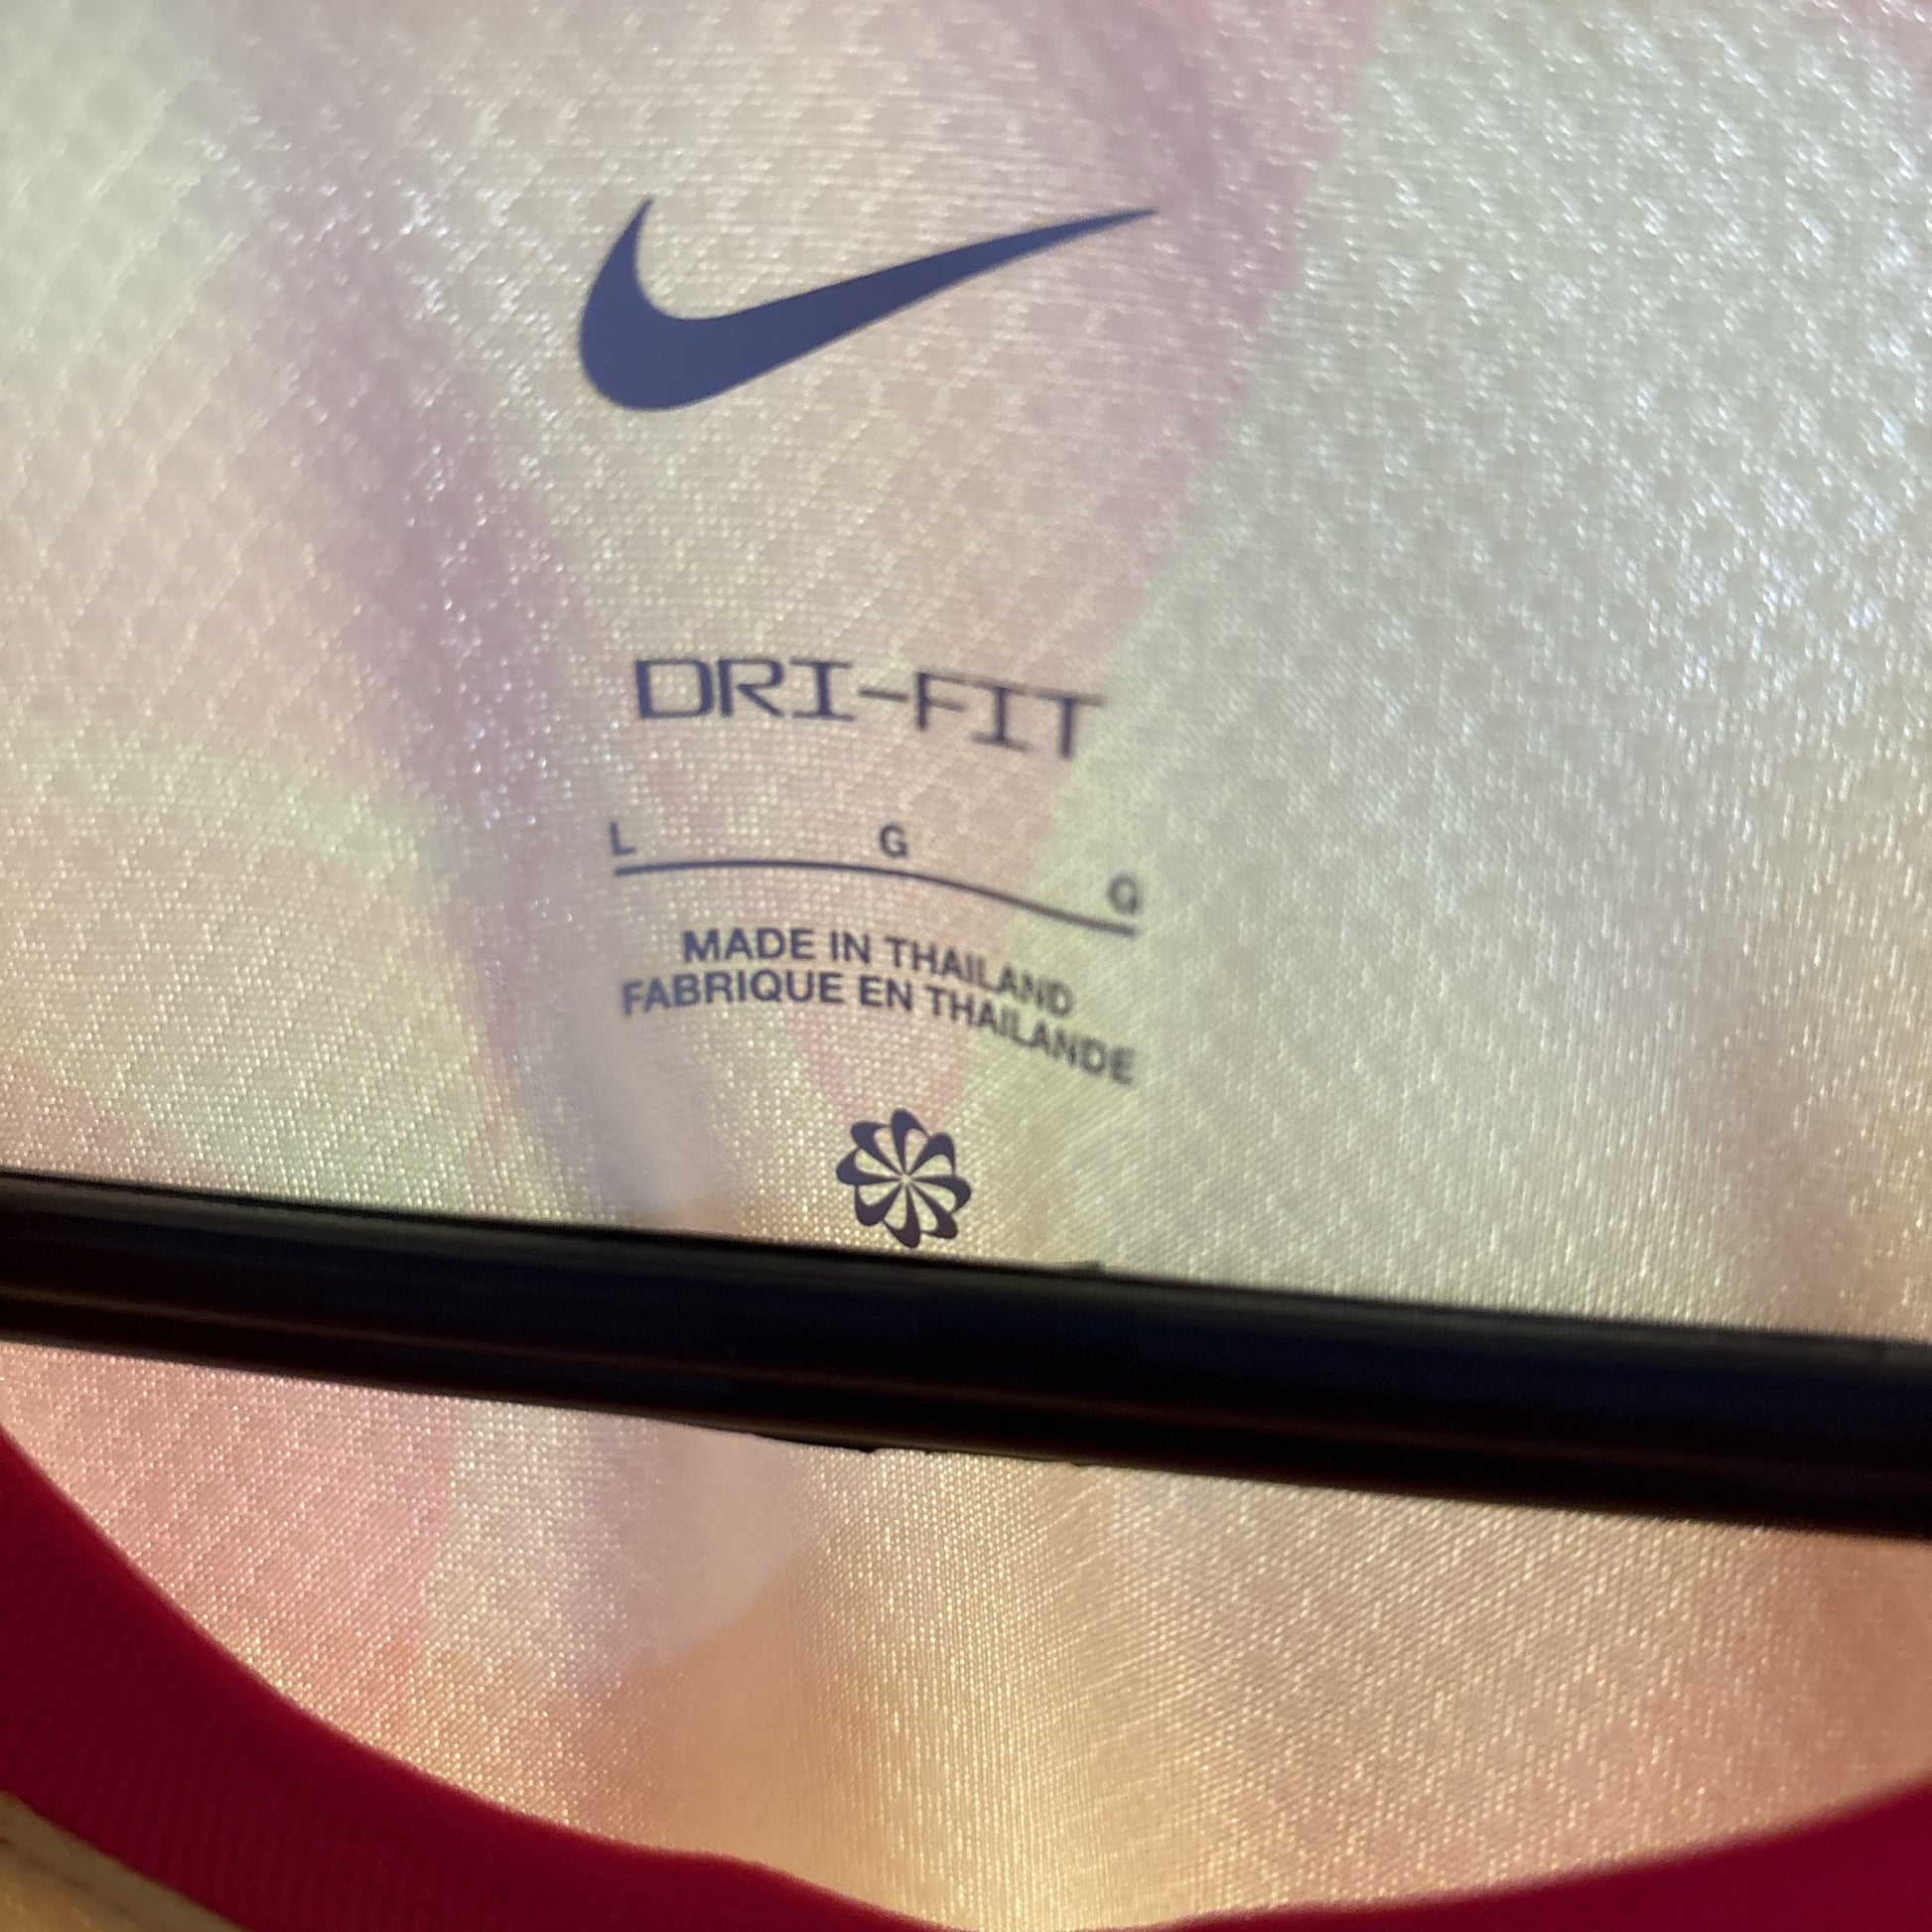 DRI-FIT
L G G
MADE IN THAILAND
FABRIQUE EN THAILANDE